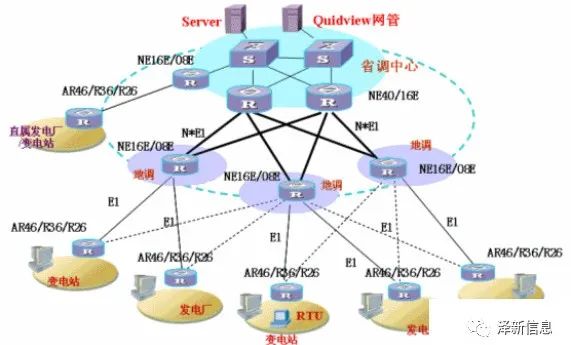 Server
Quidview网管
NE16E/08E
省调中心
AR46/R36/R26
NE40/16E
直属发电厂
变电站
N*E1
N*E1
NE16E/08E
地调
地调
NE16E/08E
NE16E/08E
地调
E1
E1
E1
E1
AR46/R36/R26
AR46/R36/R26
AR46/R36/R26
AR46/R36/R26
AR46/R36/R26
变电站
发电厂
RTU
变电站
发电
泽新信息
S
S
R
R
R
R
R
R
R
R
R
R
R
R